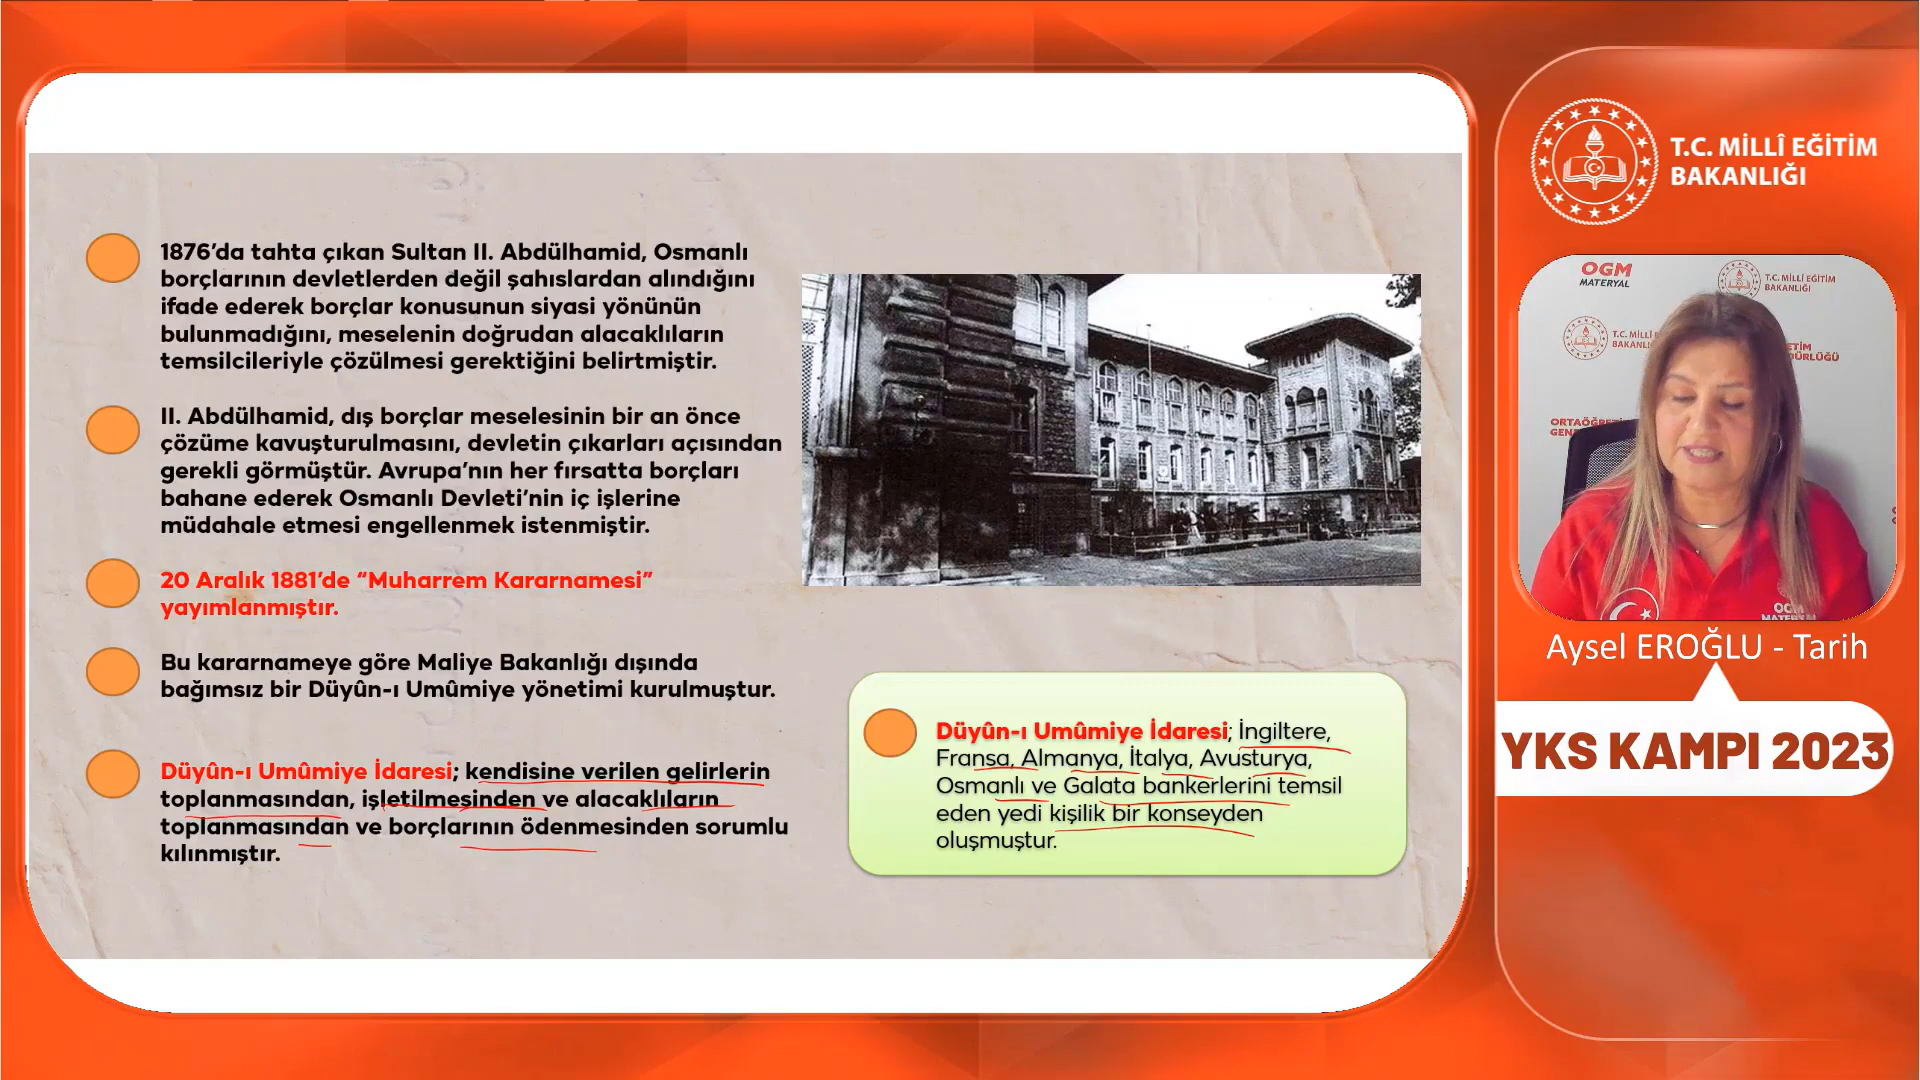 1876’da tahta çıkan Sultan II. Abdülhamid, Osmanlı
borçlarının devletlerden değil şahıslardan alındığını
ifade ederek borçlar konusunun siyasi yönünün
bulunmadığını, meselenin doğrudan alacaklıların
temsilcileriyle çözülmesi gerektiğini belirtmiştir.
II. Abdülhamid, dış borçlar meselesinin bir an önce
çözüme kavuşturulmasını, devletin çıkarları açısından
gerekli görmüştür. Avrupa’nın her fırsatta borçları
bahane ederek Osmanlı Devleti’nin iç işlerine
müdahale etmesi engellenmek istenmiştir.
20 Aralık 1881’de “Muharrem Kararnamesi”
yayımlanmıştır.
Bu kararnameye göre Maliye Bakanlığı dışında
bağımsız bir Düyûn-ı Umûmiye yönetimi kurulmuştur.
Düyûn-ı Umûmiye İdaresi; kendisine verilen gelirlerin
toplanmasından, işletilmesinden ve alacaklıların
toplanmasından ve borçlarının ödenmesinden sorumlu
kılınmıştır.
Düyûn-ı Umûmiye İdaresi; İngiltere,
Fransa, Almanya, İtalya, Avusturya,
Osmanlı ve Galata bankerlerini temsil
eden yedi kişilik bir konseyden
oluşmuştur.
T.C. MİLLÎ EĞİTİM
BAKANLIĞI
OGM
MATERYAL
T.C. MİLLÎ EĞİTİM
BAKANLIĞI
OGM
MATERYAL
Aysel EROĞLU - Tarih
YKS KAMPI 2023